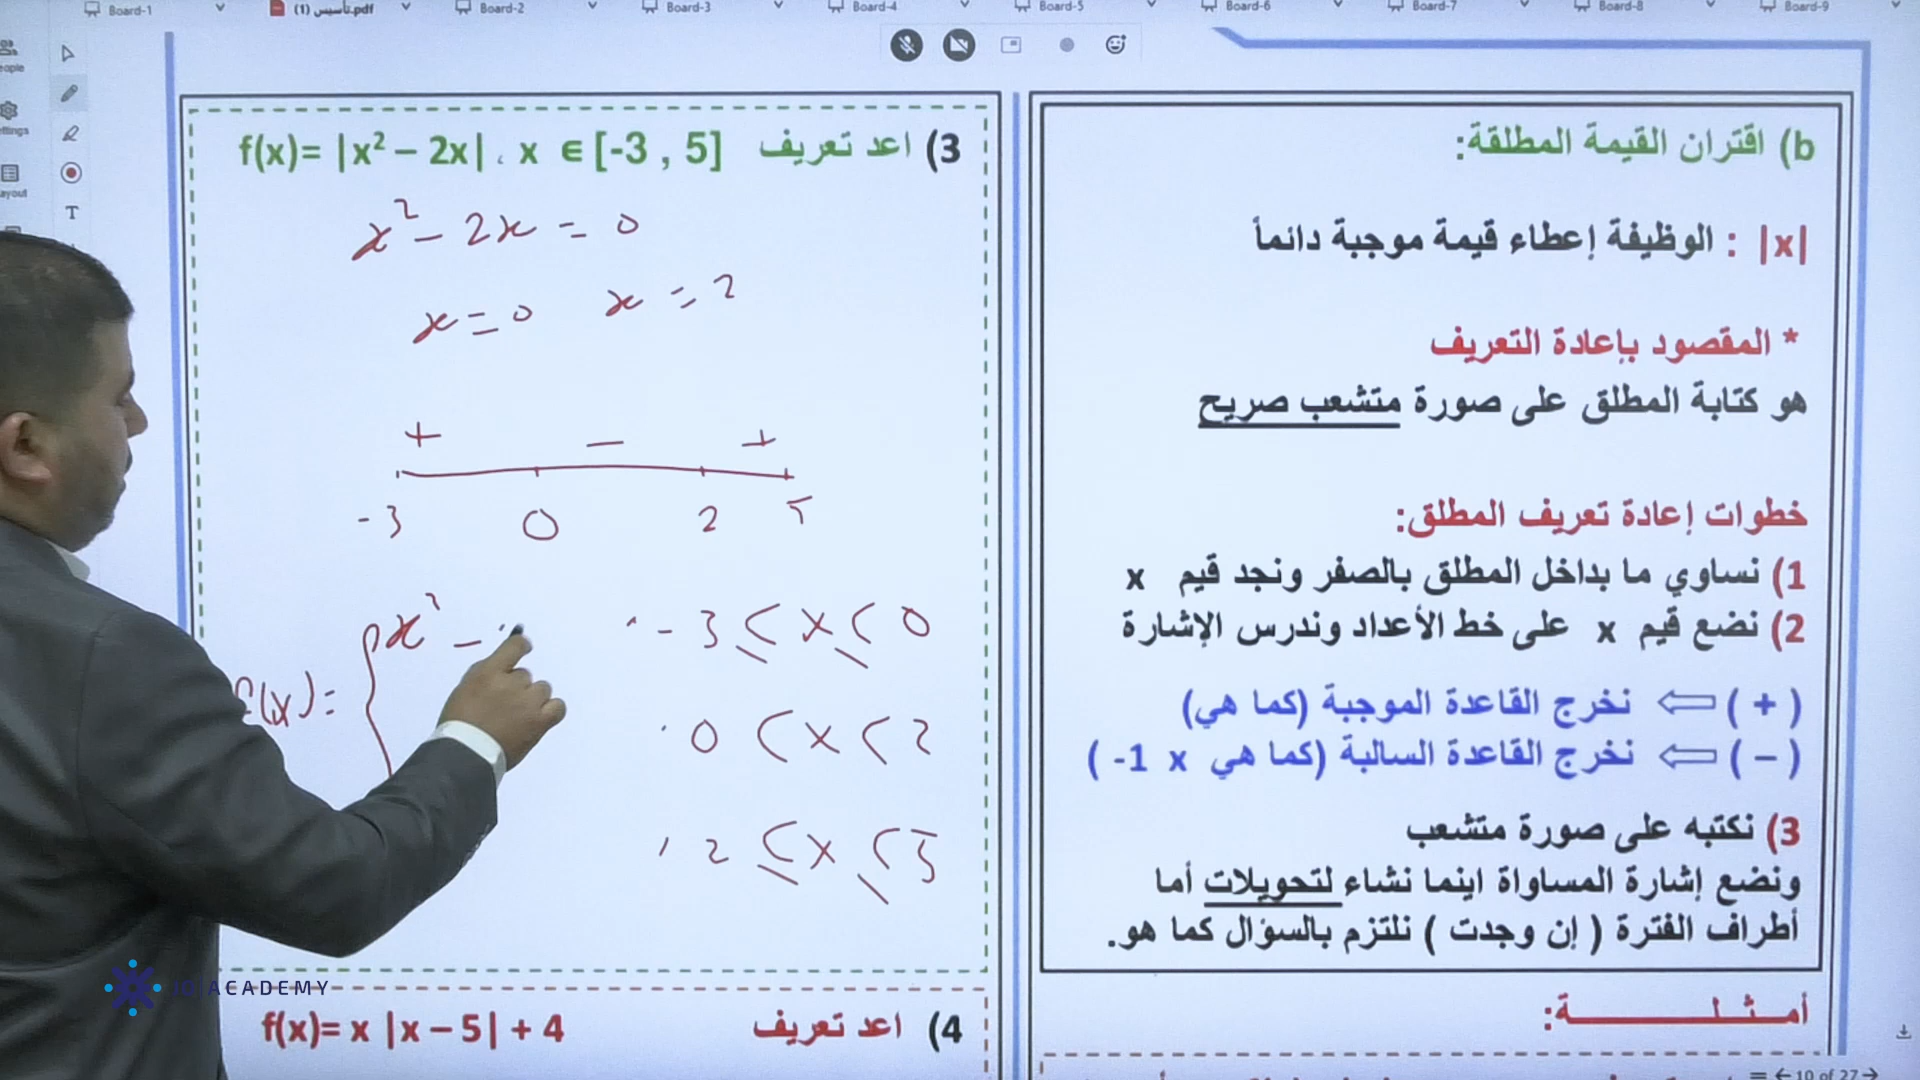 Board-1
تأسيس (1).pdf
Board-2
Board-3
Board-4
Board-5
Board-6
Board-7
Board-8
Board-9
b) اقتران القيمة المطلقة:
|x| : الوظيفة إعطاء قيمة موجبة دائماً
* المقصود بإعادة التعريف
هو كتابة المطلق على صورة متشعب صريح
خطوات إعادة تعريف المطلق:
1) نساوي ما بداخل المطلق بالصفر ونجد قيم x
2) نضع قيم x على خط الأعداد وندرس الإشارة
( + ) ⇐ نخرج القاعدة الموجبة (كما هي)
( − ) ⇐ نخرج القاعدة السالبة (كما هي x -1 )
3) نكتبه على صورة متشعب
ونضع إشارة المساواة اينما نشاء لتحويلات أما
أطراف الفترة ( إن وجدت ) نلتزم بالسؤال كما هو.
أمثلة:
3) اعد تعريف f(x)= |x² – 2x| ، x ∈ [-3 , 5]
x² - 2x = 0
x = 0 x = 2
+ - +
-3 0 2 5
f(x) = { x² - , -3 ≤ x ≤ 0
, 0 < x < 2
, 2 ≤ x ≤ 5
JO ACADEMY
4) اعد تعريف f(x)= x |x – 5| + 4
10 of 27